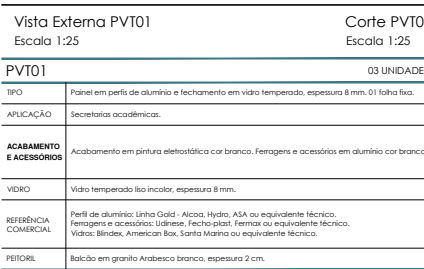 Vista Externa PVT01
Corte PVT0
Escala 1:25
Escala 1:25
PVT01
03 UNIDADE
TIPO
Painel em perfis de alumínio e fechamento em vidro temperado, espessura 8 mm. 01 folha fixa.
APLICAÇÃO
Secretarias acadêmicas.
ACABAMENTO
E ACESSÓRIOS
Acabamento em pintura eletrostática cor branco. Ferragens e acessórios em alumínio cor branco
VIDRO
Vidro temperado liso incolor, espessura 8 mm.
REFERÊNCIA
COMERCIAL
Perfil de alumínio: Linha Gold - Alcoa, Hydro, ASA ou equivalente técnico.
Ferragens e acessórios: Udinese, Fecho-plast, Fermax ou equivalente técnico.
Vidros: Blindex, American Box, Santa Marina ou equivalente técnico.
PEITORIL
Balcão em granito Arabesco branco, espessura 2 cm.